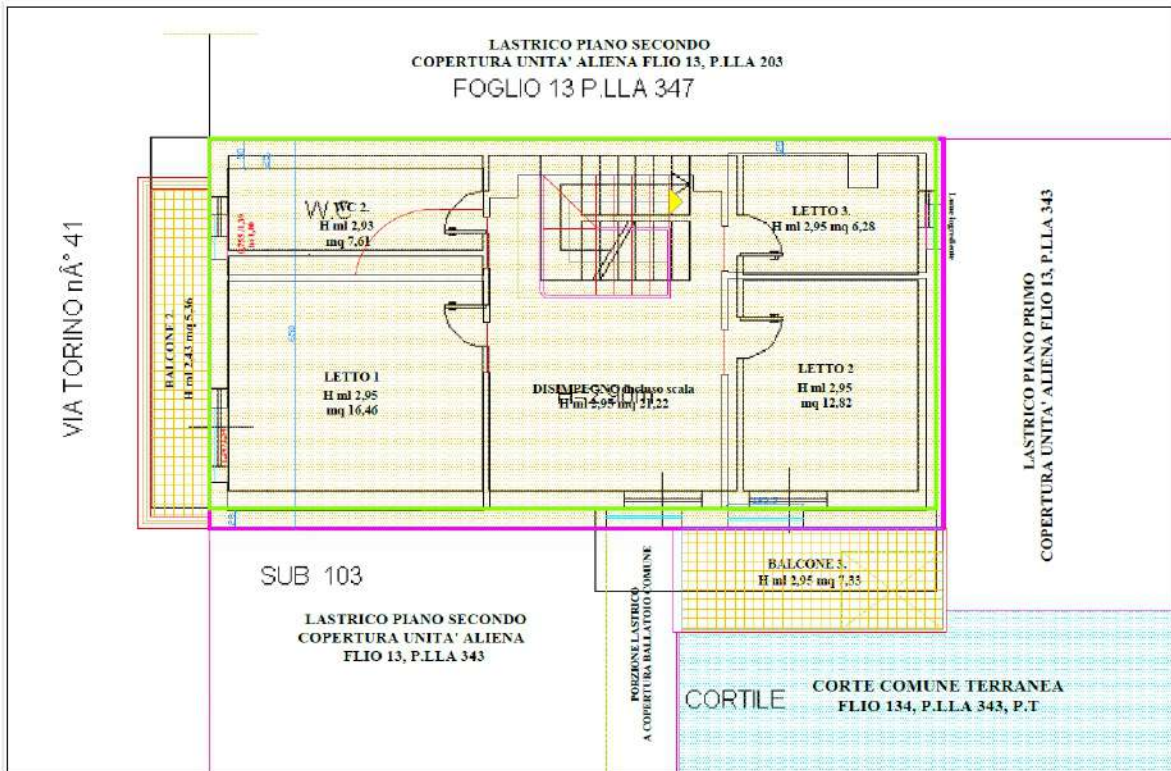 LASTRICO PIANO SECONDO
COPERTURA UNITA' ALIENA FLIO 13, P.LLA 203
FOGLIO 13 P.LLA 347
VIA TORINO nÂ° 41
BALCONE 2.
H ml 2,43 mq 5,36
W.C
WC 2.
H ml 2,93
mq 7,61
LETTO 3.
H ml 2,95 mq 6,28
LETTO 1
H ml 2,95
mq 16,46
DISIMPEGNO incluso scala
H ml 2,95 mq 21,22
LETTO 2
H ml 2,95
mq 12,82
LASTRICO PIANO PRIMO
COPERTURA UNITA' ALIENA FLIO 13, P.LLA 343
SUB 103
LASTRICO PIANO SECONDO
COPERTURA UNITA' ALIENA
FLIO 13, P.LLA 343
PORZIONE LASTRICO
A COPERTURA BALLATOIO COMUNE
BALCONE 3.
H ml 2,95 mq 7,33
CORTILE
CORTE COMUNE TERRANEA
FLIO 134, P.LLA 343, P.T